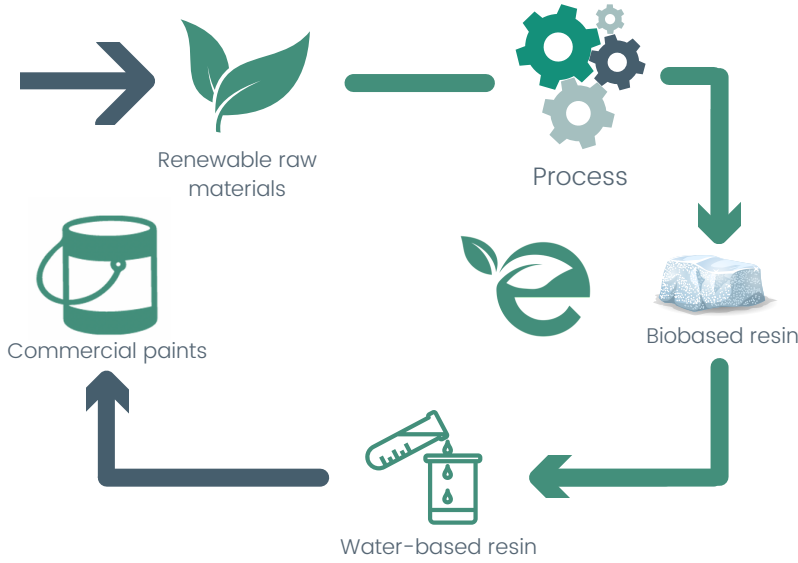 Renewable raw
materials
Process
Biobased resin
Water-based resin
Commercial paints